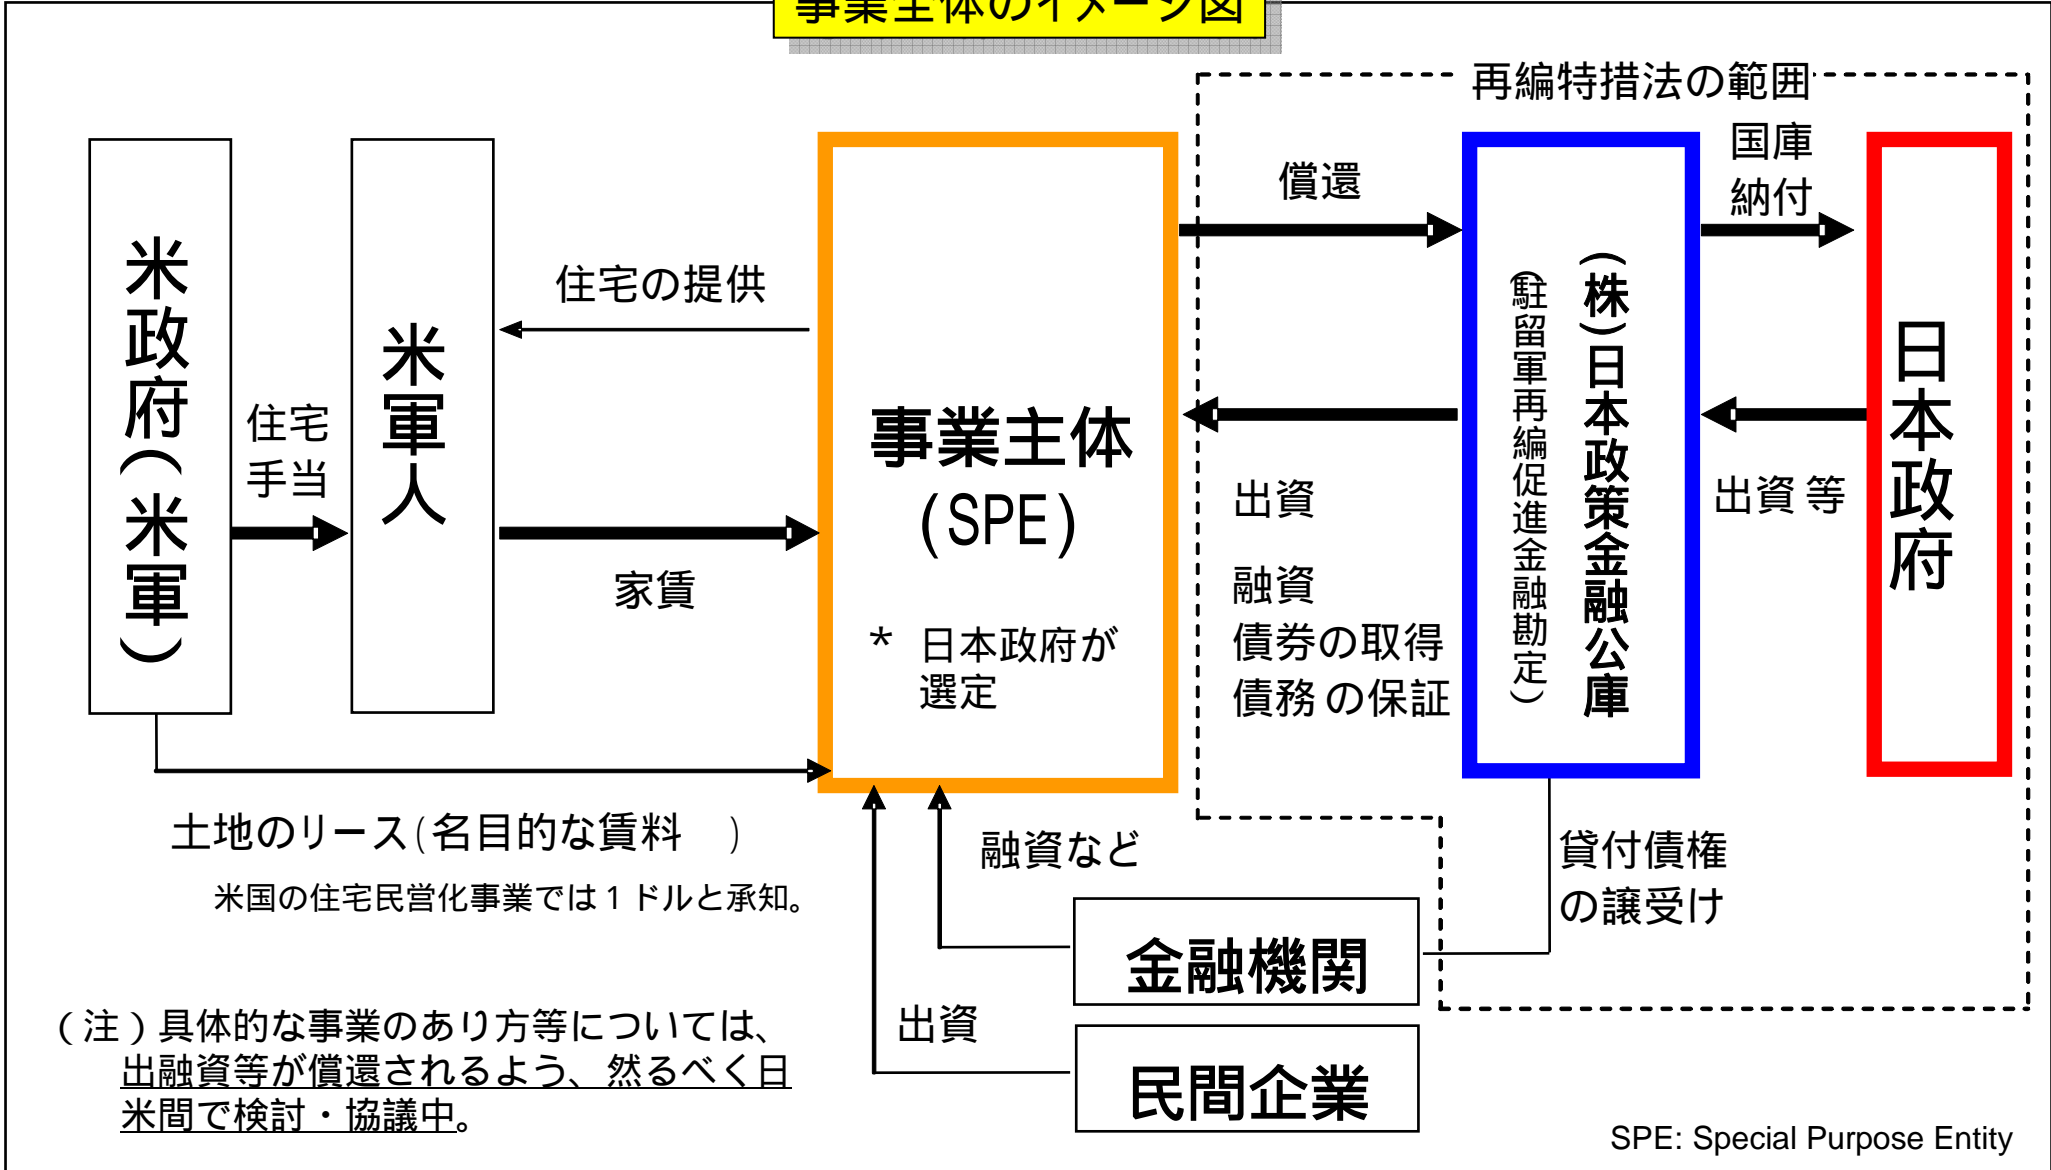 事業主体のイメージ図
再編特措法の範囲
米政府(米軍)
住宅
手当
米軍人
住宅の提供
家賃
事業主体
(SPE)
* 日本政府が
選定
償還
出資
融資
債券の取得
債務の保証
(株)日本政策金融公庫
(駐留軍再編促進金融勘定)
国庫
納付
出資等
日本政府
土地のリース(名目的な賃料　)
米国の住宅民営化事業では1ドルと承知。
融資など
貸付債権
の譲受け
金融機関
出資
民間企業
(注)具体的な事業のあり方等については、
出融資等が償還されるよう、然るべく日
米間で検討・協議中。
SPE: Special Purpose Entity